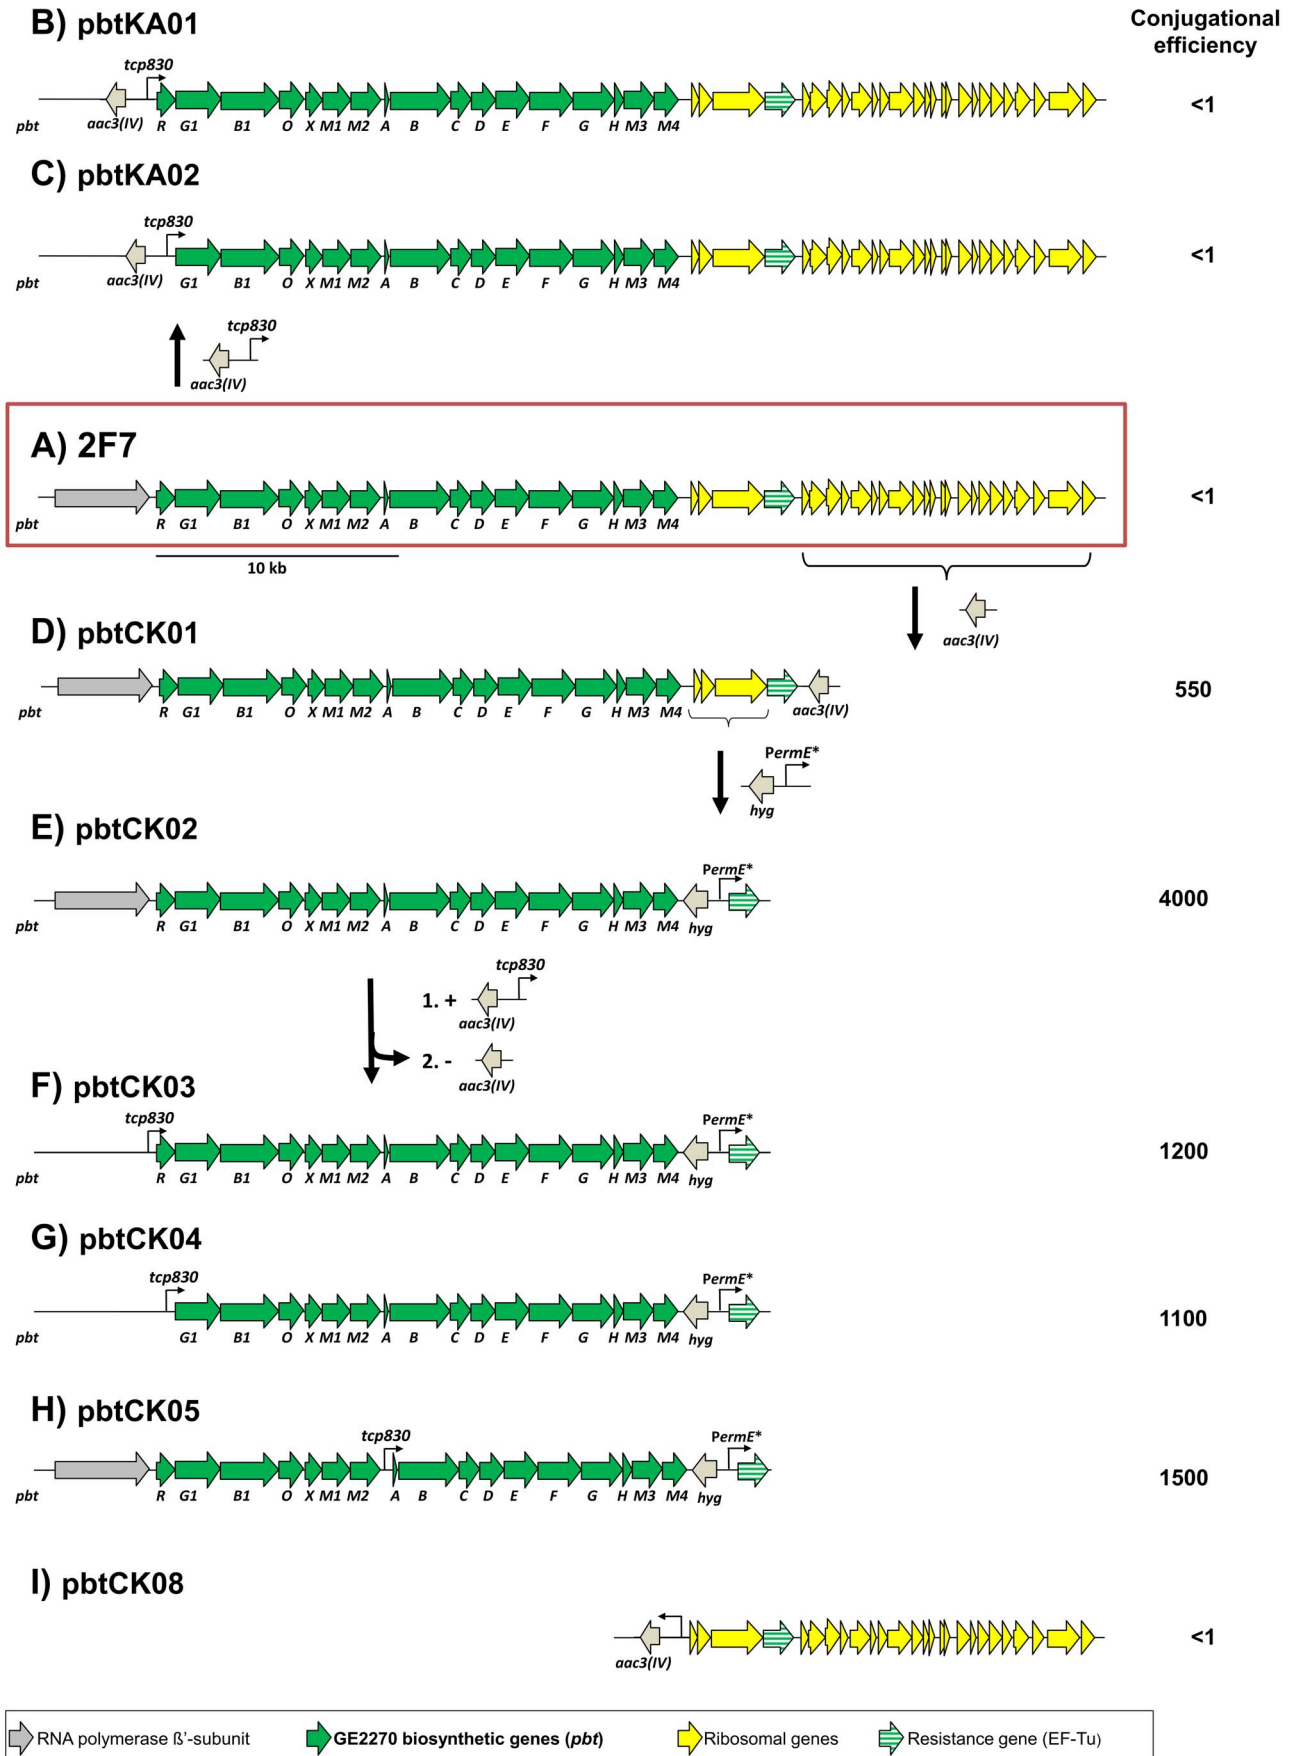 B) pbtKA01
Conjugational
efficiency
tcp830
<1
pbt aac3(IV) R G1 B1 O X M1 M2 A B C D E F G H M3 M4
C) pbtKA02
tcp830
<1
pbt aac3(IV) G1 B1 O X M1 M2 A B C D E F G H M3 M4
tcp830
aac3(IV)
A) 2F7
<1
pbt R G1 B1 O X M1 M2 A B C D E F G H M3 M4
10 kb
aac3(IV)
D) pbtCK01
550
pbt R G1 B1 O X M1 M2 A B C D E F G H M3 M4 aac3(IV)
PermE*
hyg
E) pbtCK02
PermE*
4000
pbt R G1 B1 O X M1 M2 A B C D E F G H M3 M4 hyg
tcp830
1. +
aac3(IV)
2. -
aac3(IV)
F) pbtCK03
tcp830 PermE*
1200
pbt R G1 B1 O X M1 M2 A B C D E F G H M3 M4 hyg
G) pbtCK04
tcp830 PermE*
1100
pbt G1 B1 O X M1 M2 A B C D E F G H M3 M4 hyg
H) pbtCK05
tcp830 PermE*
1500
pbt R G1 B1 O X M1 M2 A B C D E F G H M3 M4 hyg
I) pbtCK08
<1
aac3(IV)
RNA polymerase ß’-subunit GE2270 biosynthetic genes (pbt) Ribosomal genes Resistance gene (EF-Tu)